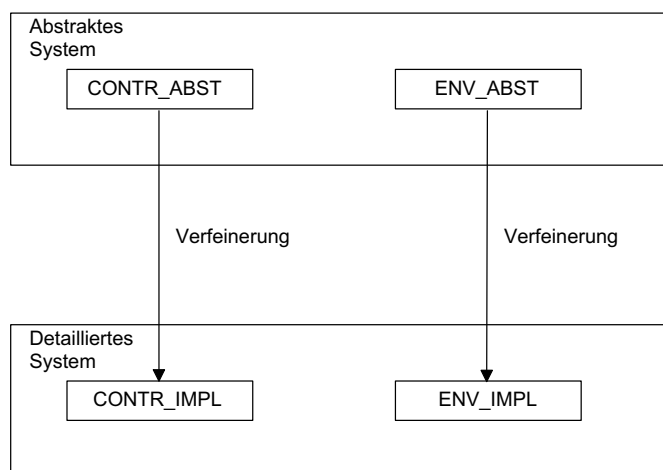 Abstraktes
System
CONTR_ABST
ENV_ABST
Verfeinerung
Verfeinerung
Detailliertes
System
CONTR_IMPL
ENV_IMPL